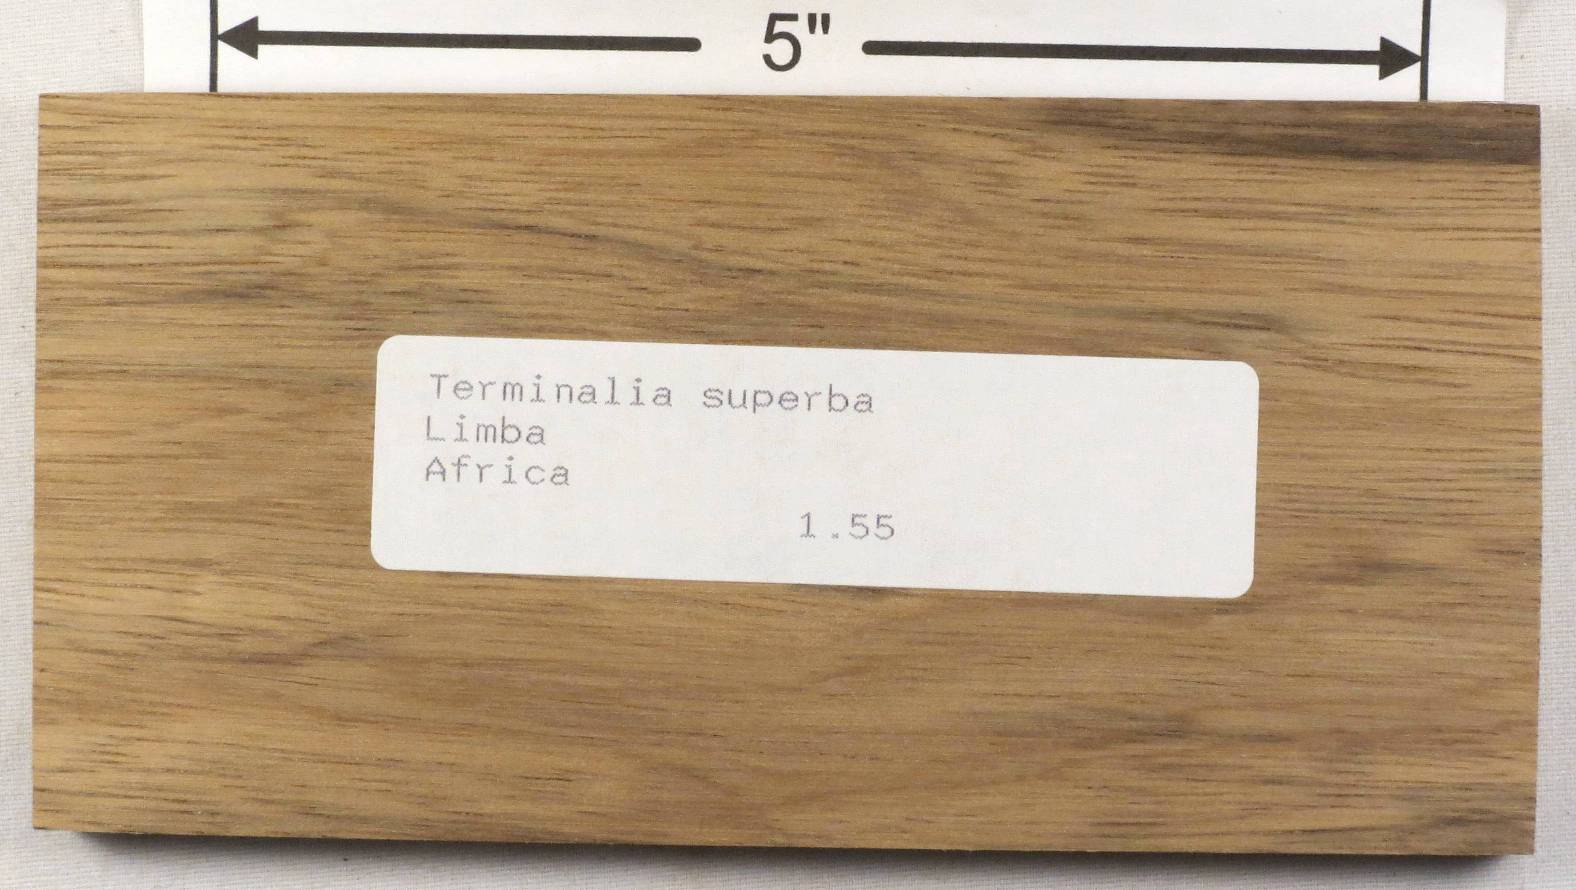 5"
Terminalia superba
Limba
Africa
1.55